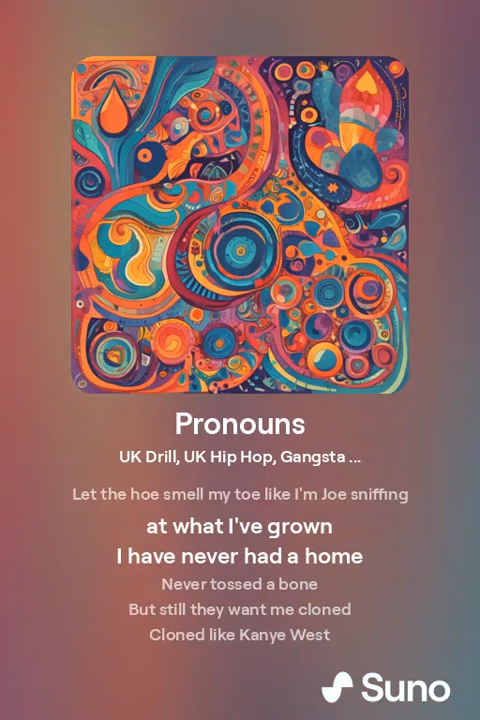 Pronouns
UK Drill, UK Hip Hop, Gangsta ...
Let the hoe smell my toe like I'm Joe sniffing
at what I've grown
I have never had a home
Never tossed a bone
But still they want me cloned
Cloned like Kanye West
Suno